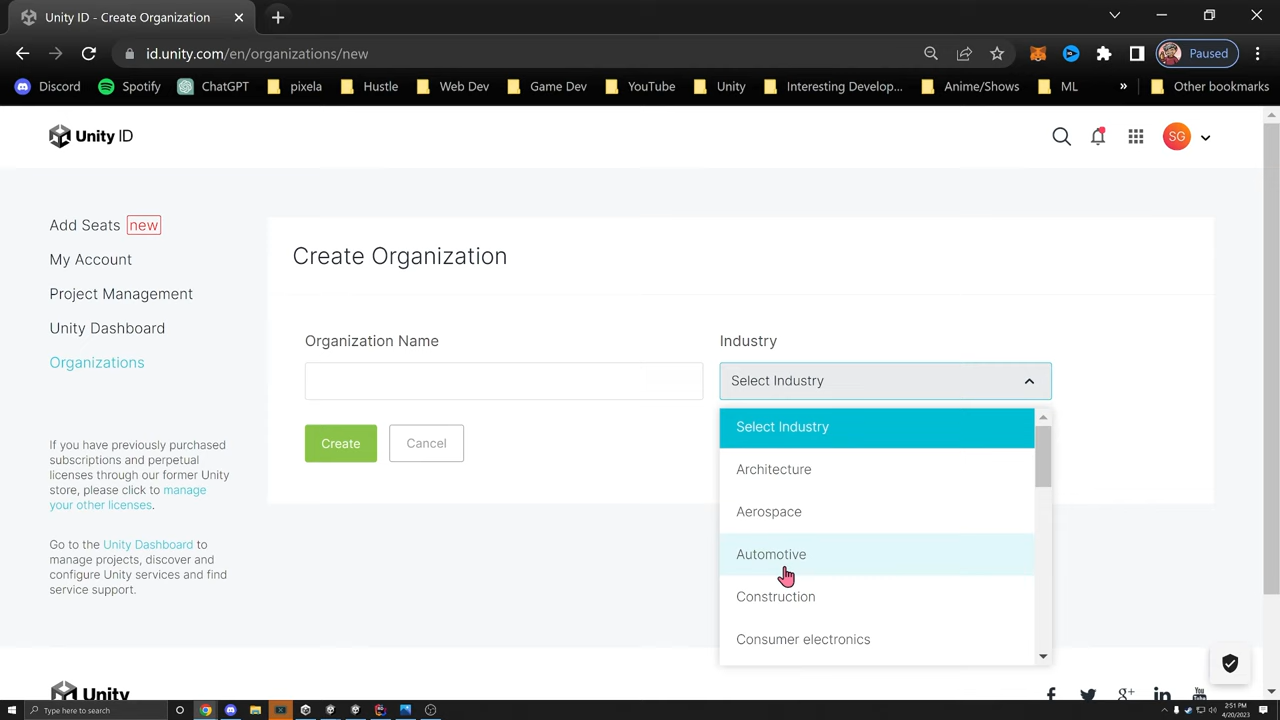 Unity ID - Create Organization
id.unity.com/en/organizations/new
Paused
Discord
Spotify
ChatGPT
pixela
Hustle
Web Dev
Game Dev
YouTube
Unity
Interesting Develop...
Anime/Shows
ML
»
Other bookmarks
Unity ID
SG
Add Seats new
My Account
Project Management
Unity Dashboard
Organizations
If you have previously purchased
subscriptions and perpetual
licenses through our former Unity
store, please click to manage
your other licenses.
Go to the Unity Dashboard to
manage projects, discover and
configure Unity services and find
service support.
Create Organization
Organization Name
Industry
Select Industry
Create
Cancel
Select Industry
Architecture
Aerospace
Automotive
Construction
Consumer electronics
Unity
Type here to search
2:51 PM
4/20/2023